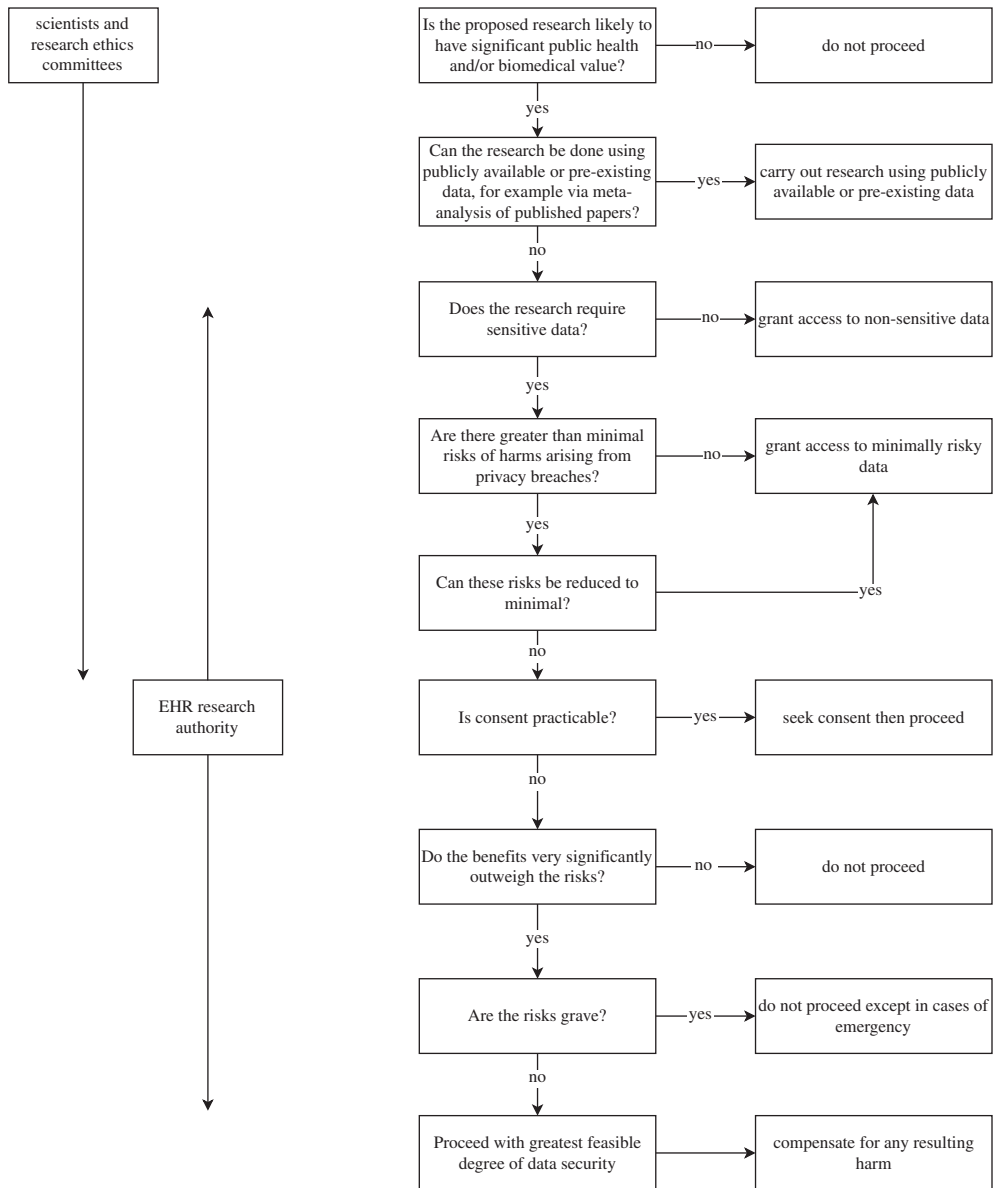 scientists and
research ethics
committees
Is the proposed research likely to
have significant public health
and/or biomedical value?
no
do not proceed
yes
Can the research be done using
publicly available or pre-existing
data, for example via meta-
analysis of published papers?
yes
carry out research using publicly
available or pre-existing data
no
Does the research require
sensitive data?
no
grant access to non-sensitive data
yes
Are there greater than minimal
risks of harms arising from
privacy breaches?
no
grant access to minimally risky
data
yes
Can these risks be reduced to
minimal?
yes
no
EHR research
authority
Is consent practicable?
yes
seek consent then proceed
no
Do the benefits very significantly
outweigh the risks?
no
do not proceed
yes
Are the risks grave?
yes
do not proceed except in cases of
emergency
no
Proceed with greatest feasible
degree of data security
compensate for any resulting
harm